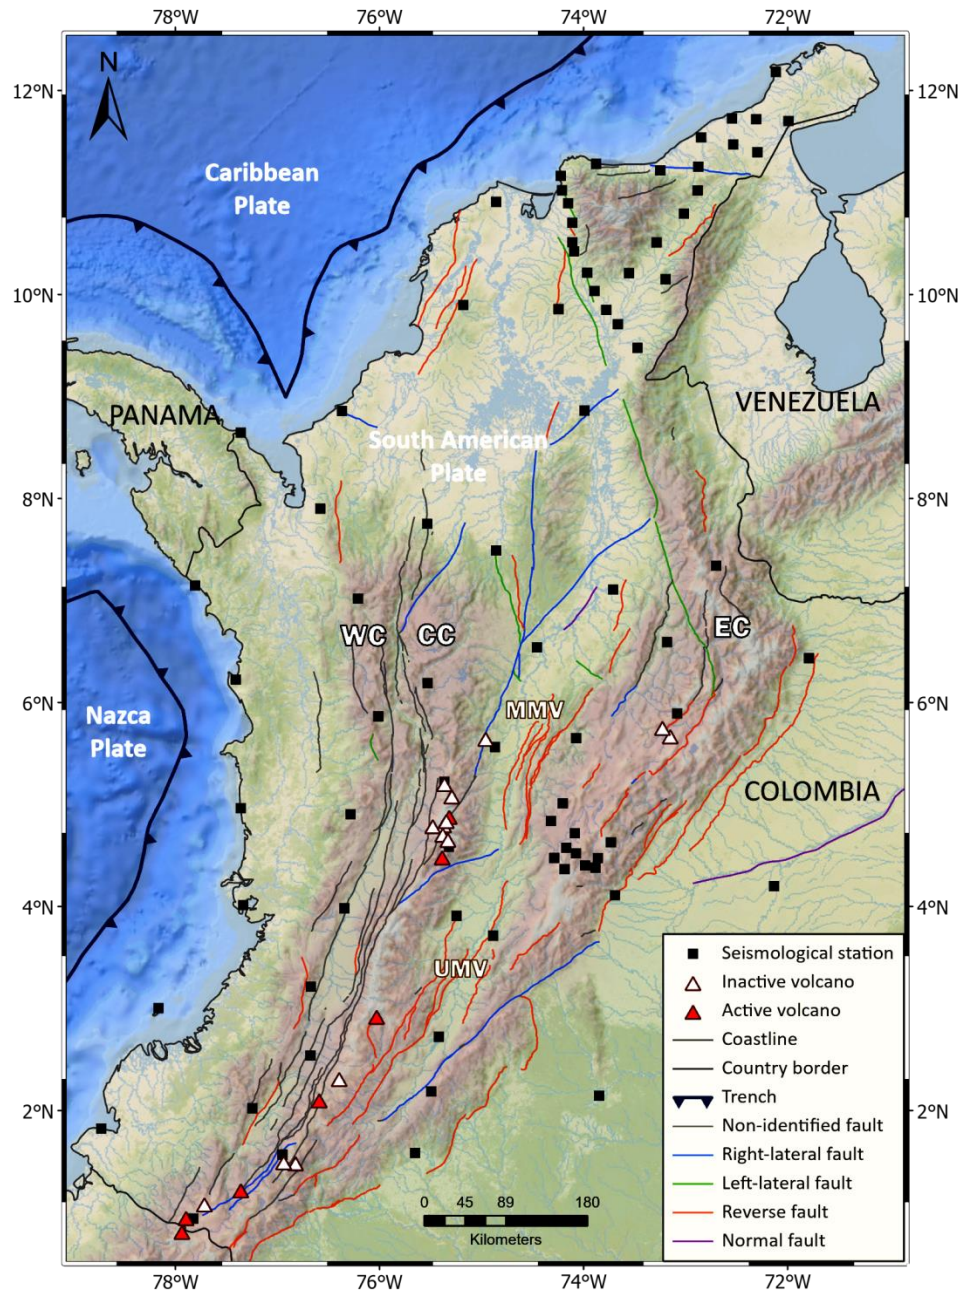 78°W 76°W 74°W 72°W
N
12°N 12°N
Caribbean
Plate
10°N 10°N
PANAMA
VENEZUELA
South American
Plate
8°N 8°N
WC CC EC
6°N 6°N
MMV
Nazca
Plate
COLOMBIA
4°N 4°N
UMV
Seismological station
Inactive volcano
Active volcano
Coastline
Country border
Trench
Non-identified fault
Right-lateral fault
Left-lateral fault
Reverse fault
Normal fault
2°N 2°N
0 45 89 180
Kilometers
78°W 76°W 74°W 72°W